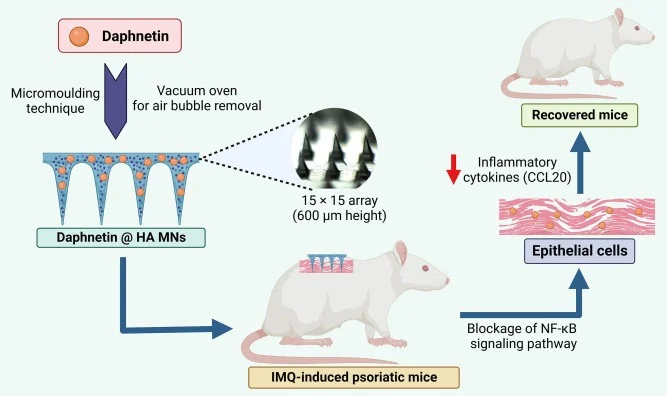 Daphnetin
Micromoulding
technique
Vacuum oven
for air bubble removal
15 × 15 array
(600 μm height)
Daphnetin @ HA MNs
IMQ-induced psoriatic mice
Blockage of NF-κB
signaling pathway
Epithelial cells
Inflammatory
cytokines (CCL20)
Recovered mice